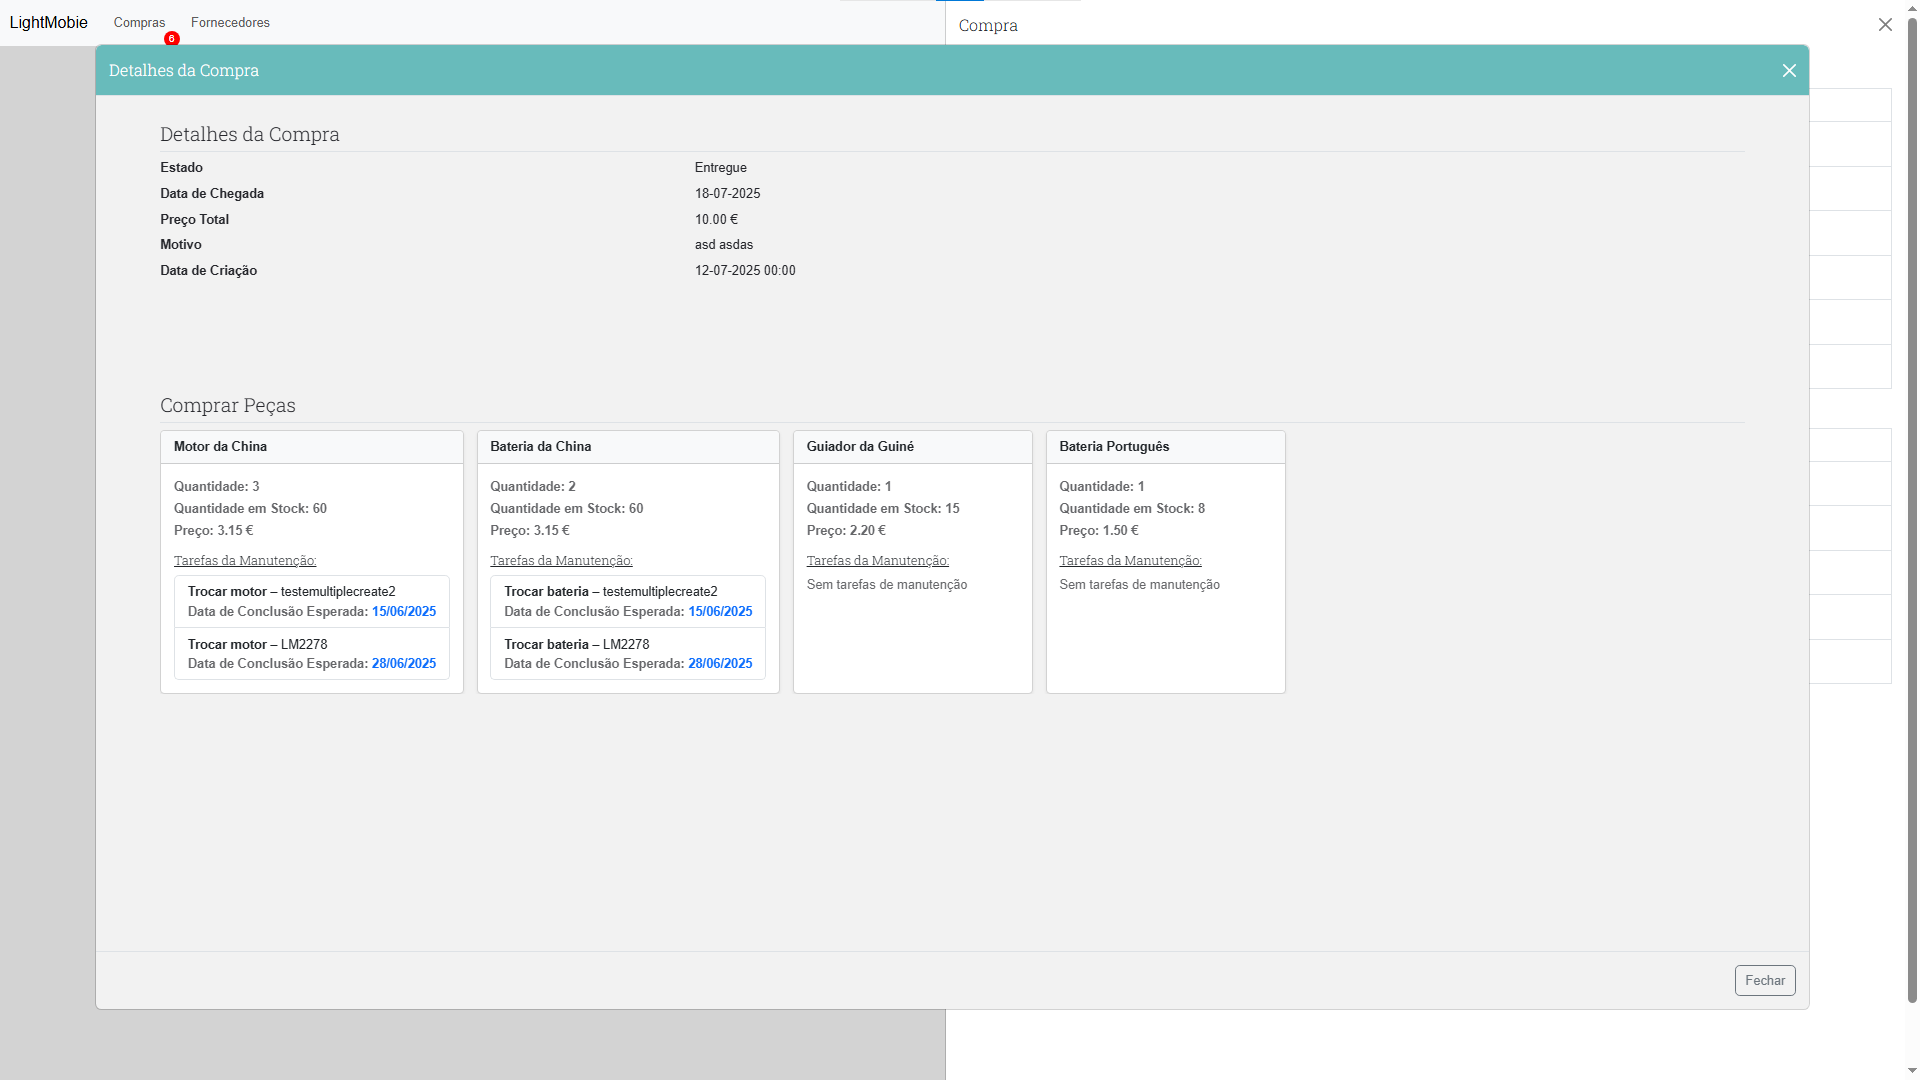 LightMobie
Compras
Fornecedores
6
Compra
Detalhes da Compra
Detalhes da Compra
Estado
Entregue
Data de Chegada
18-07-2025
Preço Total
10.00 €
Motivo
asd asdas
Data de Criação
12-07-2025 00:00
Comprar Peças
Motor da China
Quantidade: 3
Quantidade em Stock: 60
Preço: 3.15 €
Tarefas da Manutenção:
Trocar motor – testemultiplecreate2
Data de Conclusão Esperada: 15/06/2025
Trocar motor – LM2278
Data de Conclusão Esperada: 28/06/2025
Bateria da China
Quantidade: 2
Quantidade em Stock: 60
Preço: 3.15 €
Tarefas da Manutenção:
Trocar bateria – testemultiplecreate2
Data de Conclusão Esperada: 15/06/2025
Trocar bateria – LM2278
Data de Conclusão Esperada: 28/06/2025
Guiador da Guiné
Quantidade: 1
Quantidade em Stock: 15
Preço: 2.20 €
Tarefas da Manutenção:
Sem tarefas de manutenção
Bateria Português
Quantidade: 1
Quantidade em Stock: 8
Preço: 1.50 €
Tarefas da Manutenção:
Sem tarefas de manutenção
Fechar